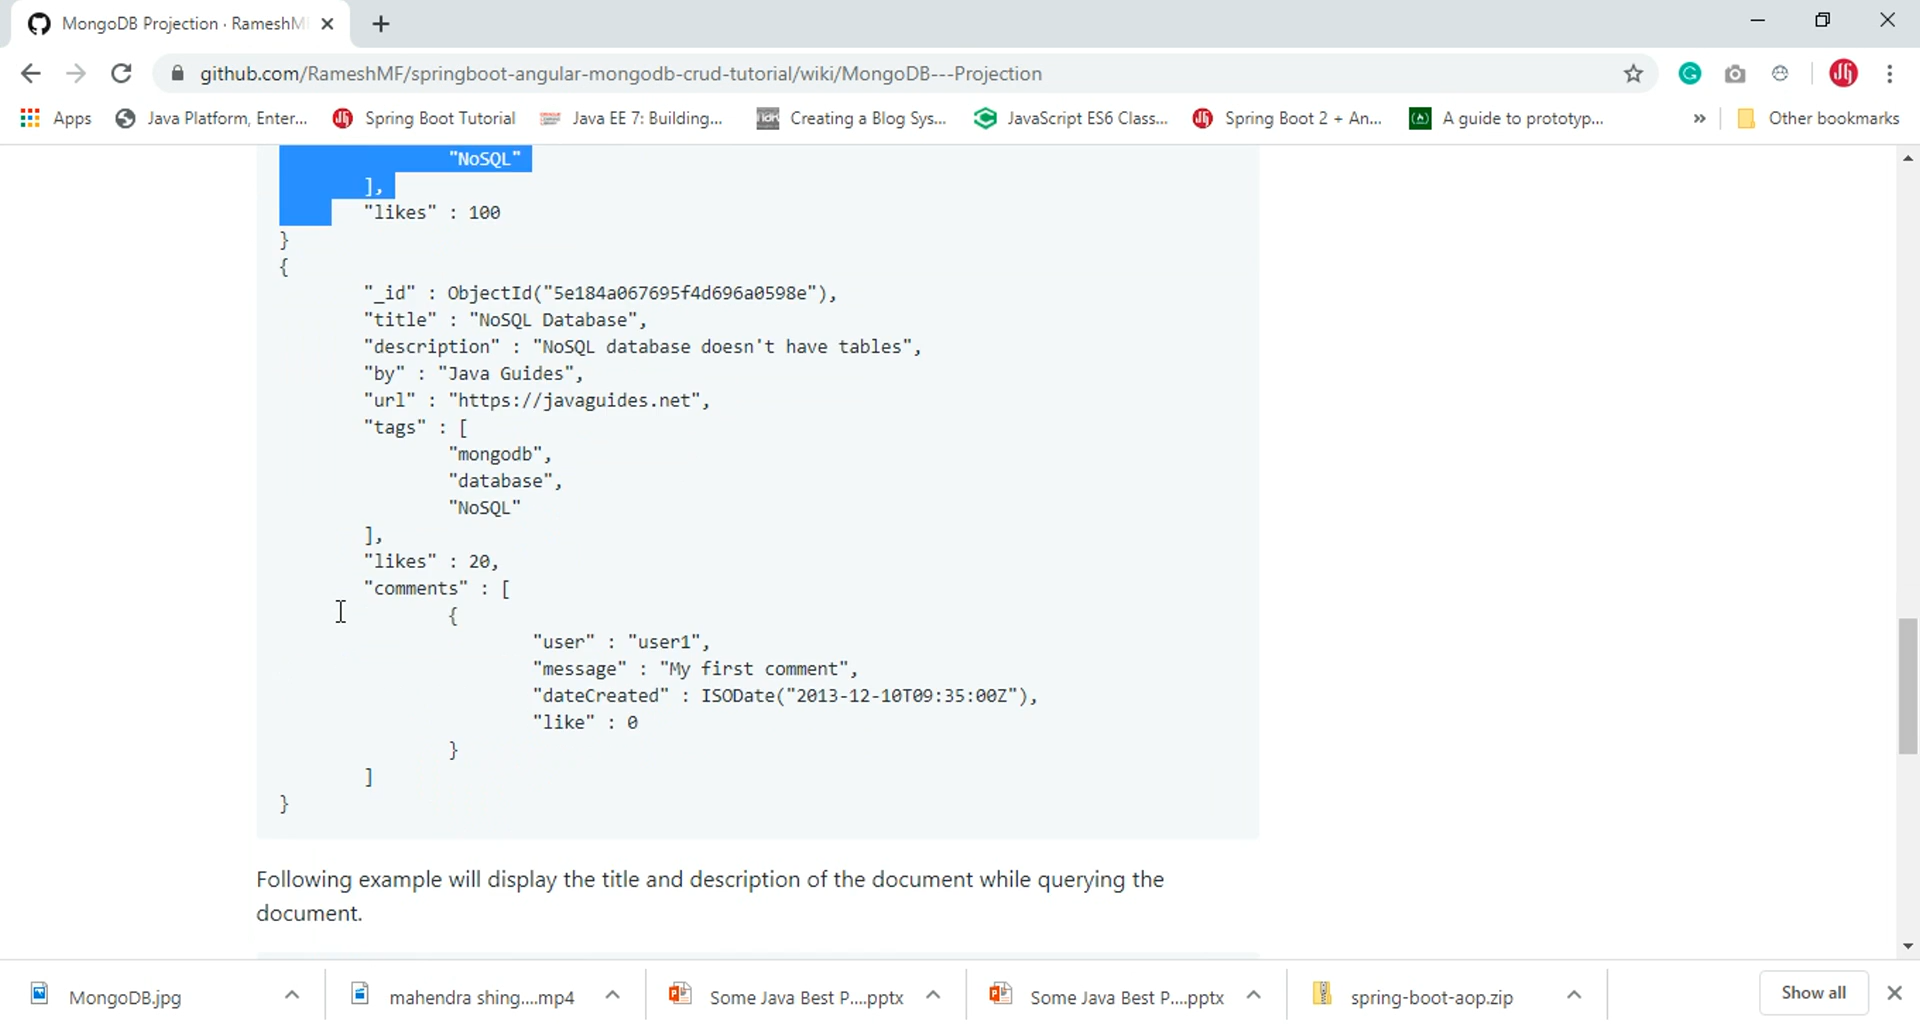 MongoDB Projection · RameshM
github.com/RameshMF/springboot-angular-mongodb-crud-tutorial/wiki/MongoDB---Projection
Apps Java Platform, Enter... Spring Boot Tutorial Java EE 7: Building... Creating a Blog Sys... JavaScript ES6 Class... Spring Boot 2 + An... A guide to prototyp... » Other bookmarks
"NoSQL"
],
"likes" : 100
}
{
"_id" : ObjectId("5e184a067695f4d696a0598e"),
"title" : "NoSQL Database",
"description" : "NoSQL database doesn't have tables",
"by" : "Java Guides",
"url" : "https://javaguides.net",
"tags" : [
"mongodb",
"database",
"NoSQL"
],
"likes" : 20,
"comments" : [
{
"user" : "user1",
"message" : "My first comment",
"dateCreated" : ISODate("2013-12-10T09:35:00Z"),
"like" : 0
}
]
}
Following example will display the title and description of the document while querying the
document.
MongoDB.jpg mahendra shing....mp4 Some Java Best P....pptx Some Java Best P....pptx spring-boot-aop.zip Show all